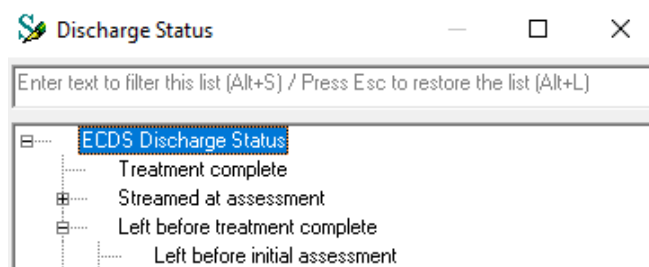 Discharge Status
Enter text to filter this list (Alt+S) / Press Esc to restore the list (Alt+L)
ECDS Discharge Status
Treatment complete
Streamed at assessment
Left before treatment complete
Left before initial assessment